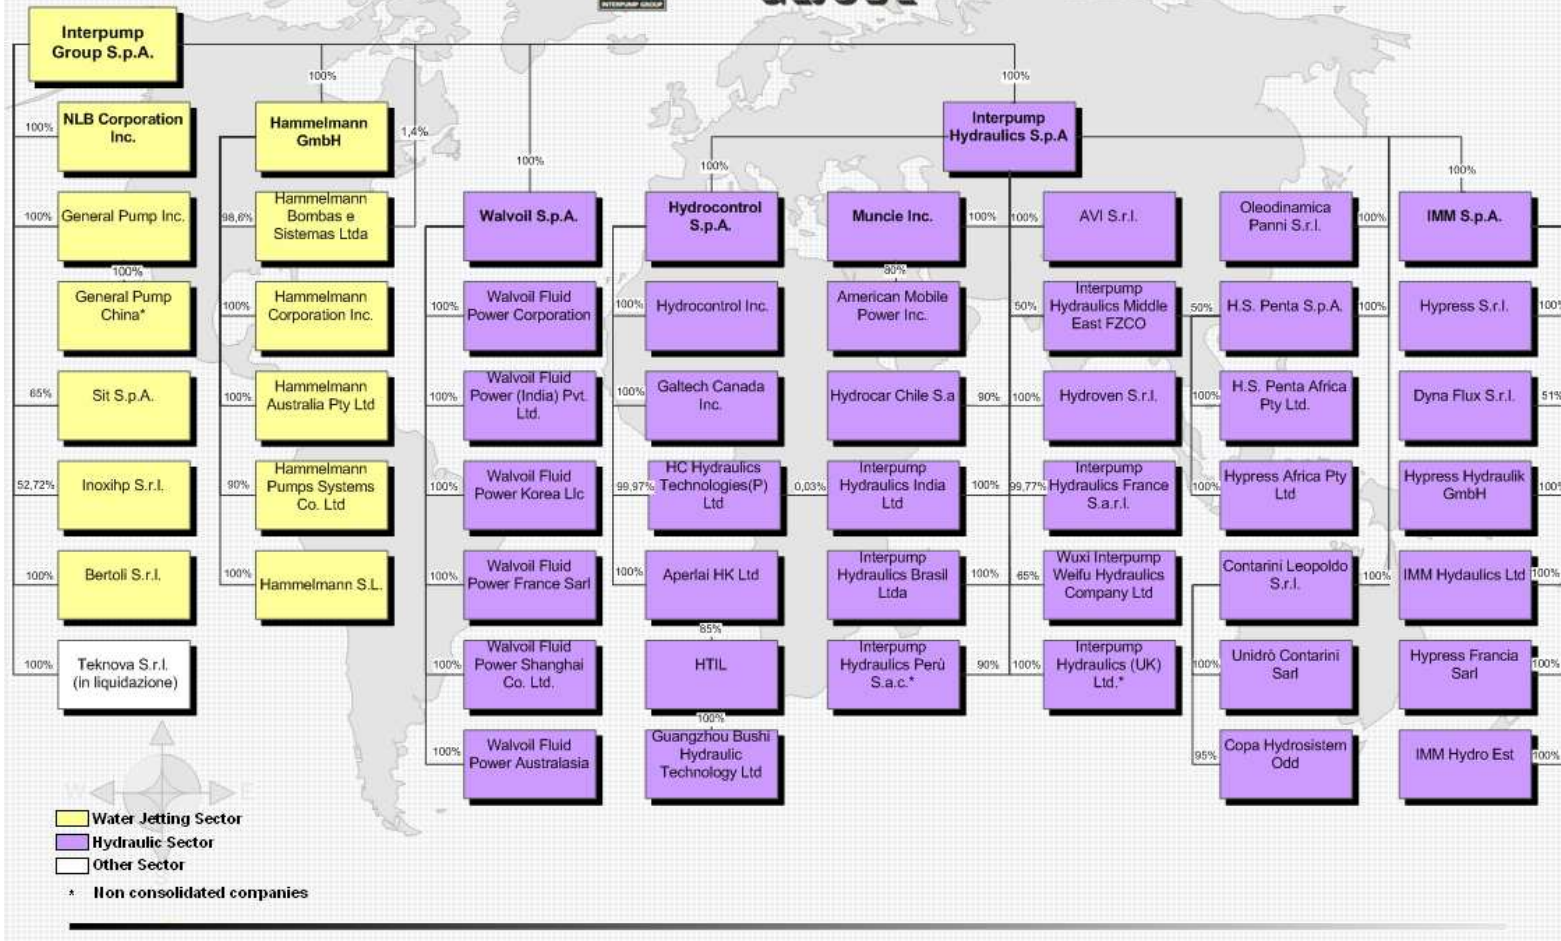 INTERPUMP GROUP
Interpump
Group S.p.A.
100%
100%
NLB Corporation
Inc.
100%
Hammelmann
GmbH
1,4%
Interpump
Hydraulics S.p.A
100%
100%
100%
General Pump Inc.
100%
Hammelmann
Bombas e
Sistemas Ltda
98,6%
Walvoil S.p.A.
Hydrocontrol
S.p.A.
Muncie Inc.
100%
100%
AVI S.r.l.
Oleodinamica
Panni S.r.l.
100%
IMM S.p.A.
100%
General Pump
China*
100%
Hammelmann
Corporation Inc.
100%
Walvoil Fluid
Power Corporation
100%
Hydrocontrol Inc.
80%
American Mobile
Power Inc.
50%
Interpump
Hydraulics Middle
East FZCO
50%
H.S. Penta S.p.A.
100%
Hypress S.r.l.
100%
65%
Sit S.p.A.
100%
Hammelmann
Australia Pty Ltd
100%
Walvoil Fluid
Power (India) Pvt.
Ltd.
100%
Galtech Canada
Inc.
Hydrocar Chile S.a
90%
100%
Hydroven S.r.l.
100%
H.S. Penta Africa
Pty Ltd.
Dyna Flux S.r.l.
51%
52,72%
Inoxihp S.r.l.
90%
Hammelmann
Pumps Systems
Co. Ltd
100%
Walvoil Fluid
Power Korea Llc
99,97%
HC Hydraulics
Technologies(P)
Ltd
0,03%
Interpump
Hydraulics India
Ltd
100%
99,77%
Interpump
Hydraulics France
S.a.r.l.
100%
Hypress Africa Pty
Ltd
Hypress Hydraulik
GmbH
100%
100%
Bertoli S.r.l.
100%
Hammelmann S.L.
100%
Walvoil Fluid
Power France Sarl
100%
Aperlai HK Ltd
Interpump
Hydraulics Brasil
Ltda
100%
65%
Wuxi Interpump
Weifu Hydraulics
Company Ltd
Contarini Leopoldo
S.r.l.
100%
IMM Hydaulics Ltd
100%
100%
Teknova S.r.l.
(in liquidazione)
100%
Walvoil Fluid
Power Shanghai
Co. Ltd.
85%
HTIL
Interpump
Hydraulics Perù
S.a.c.*
90%
100%
Interpump
Hydraulics (UK)
Ltd.*
100%
Unidrò Contarini
Sarl
Hypress Francia
Sarl
100%
100%
Walvoil Fluid
Power Australasia
100%
Guangzhou Bushi
Hydraulic
Technology Ltd
95%
Copa Hydrosistem
Odd
IMM Hydro Est
100%
W
E
Water Jetting Sector
Hydraulic Sector
Other Sector
* Non consolidated companies